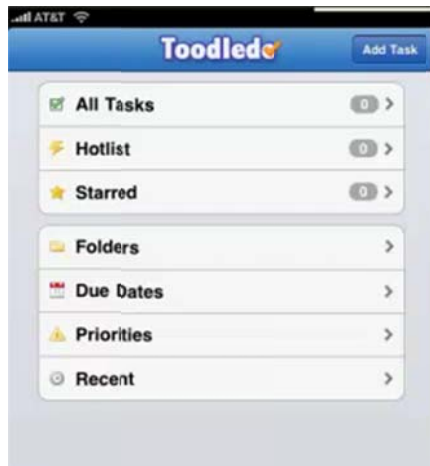 AT&T
Toodledo
Add Task
All Tasks 0
Hotlist 0
Starred 0
Folders
Due Dates
Priorities
Recent